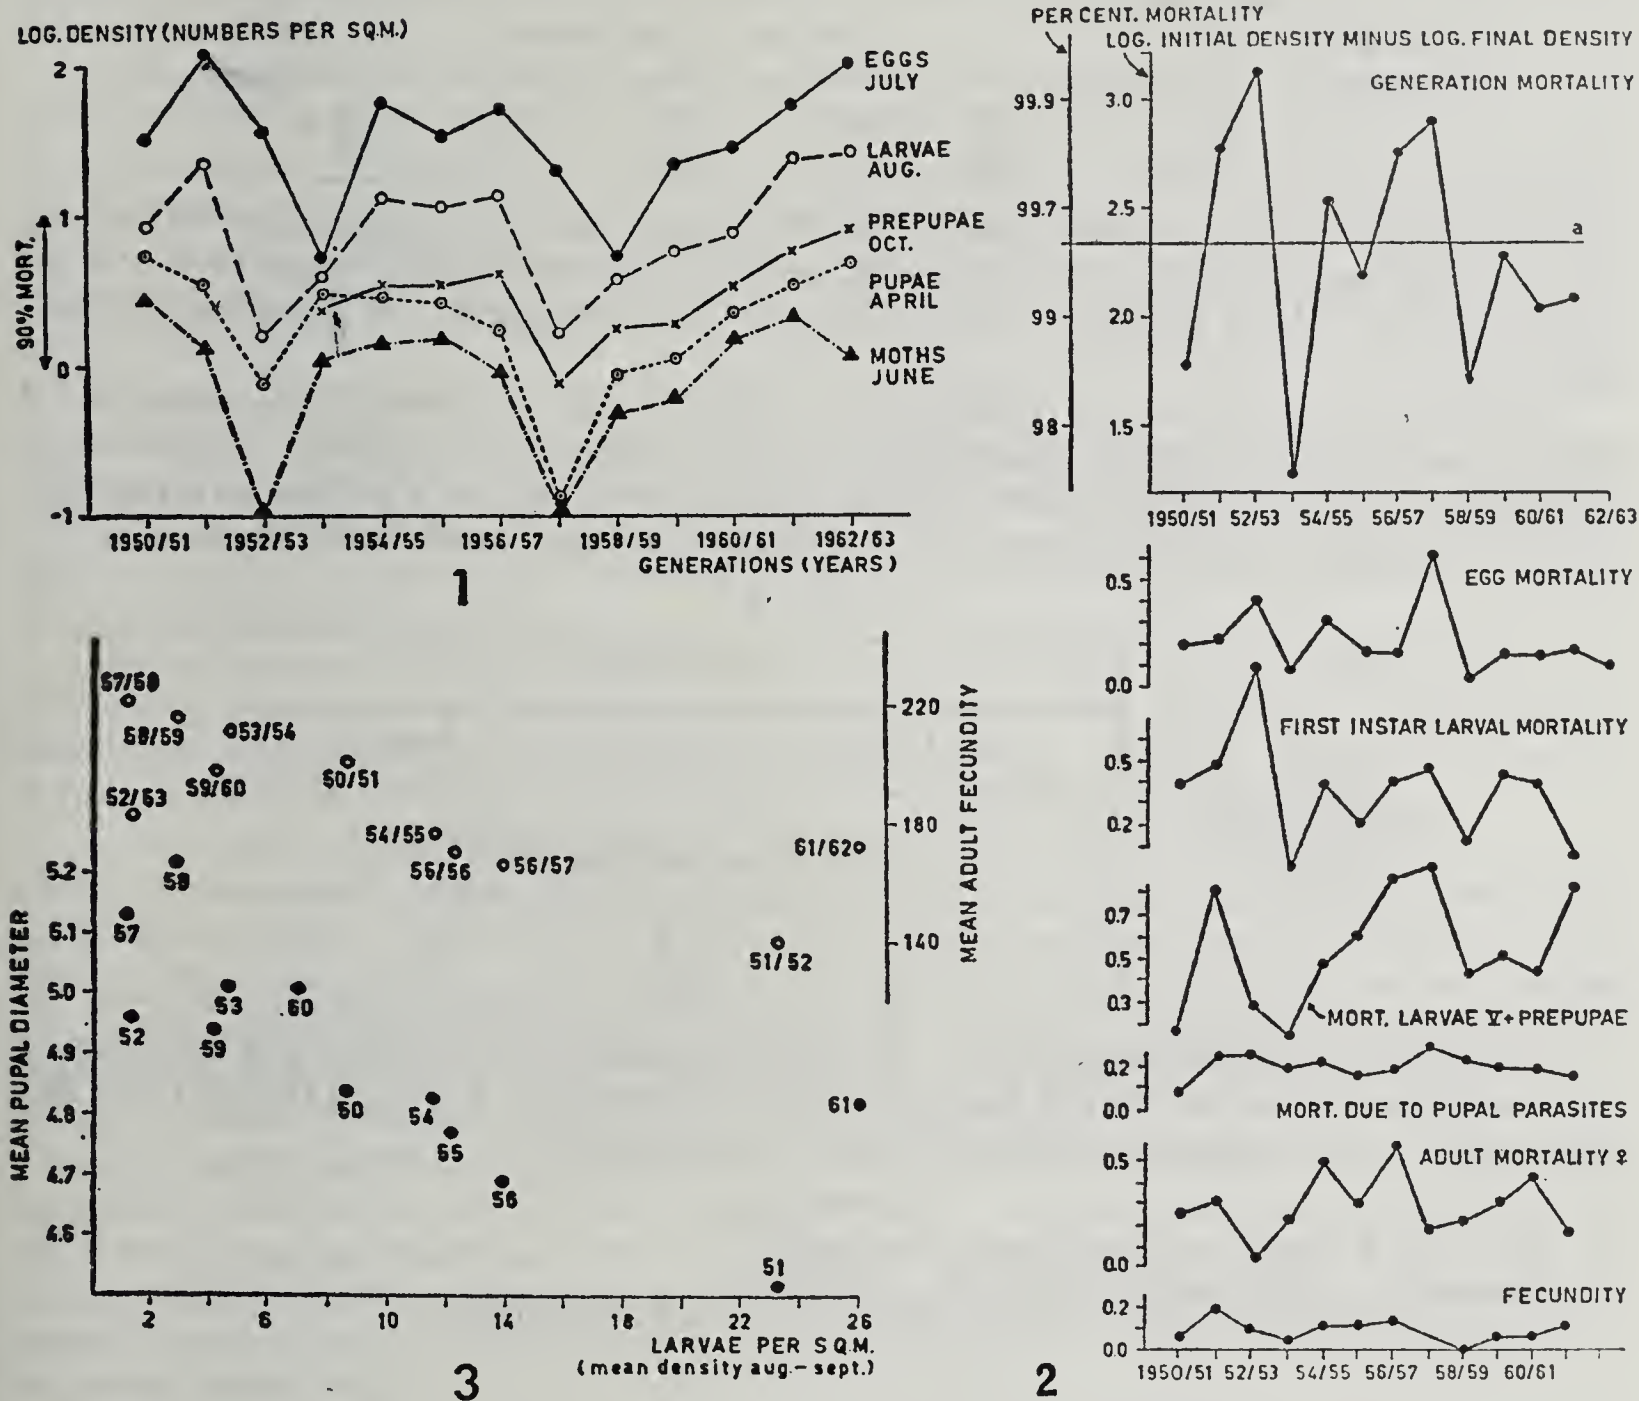 LOG. DENSITY (NUMBERS PER SQ.M.)
2
1
0
-1
90% MORT.
EGGS
JULY
LARVAE
AUG.
PREPUPAE
OCT.
PUPAE
APRIL
MOTHS
JUNE
1950/51 1952/53 1954/55 1956/57 1958/59 1960/61 1962/63
GENERATIONS (YEARS)
1
PER CENT. MORTALITY
LOG. INITIAL DENSITY MINUS LOG. FINAL DENSITY
GENERATION MORTALITY
99.9 3.0
99.7 2.5
a
99 2.0
98 1.5
1950/51 52/53 54/55 56/57 58/59 60/61 62/63
0.5
EGG MORTALITY
0.0
FIRST INSTAR LARVAL MORTALITY
0.5
0.2
0.7
0.5
0.3
MORT. LARVAE V+PREPUPAE
0.2
0.0
MORT. DUE TO PUPAL PARASITES
0.5
ADULT MORTALITY ♀
0.0
FECUNDITY
0.2
0.0
1950/51 52/53 54/55 56/57 58/59 60/61
2
57/58
58/59
53/54
59/60
50/51
52/53
54/55
55/56
56/57
61/62
51/52
220
180
140
MEAN ADULT FECUNDITY
MEAN PUPAL DIAMETER
5.2
5.1
5.0
4.9
4.8
4.7
4.6
58
57
53
60
52
59
50
54
61
55
56
51
2 6 10 14 18 22 26
LARVAE PER SQ.M.
(mean density aug.-sept.)
3